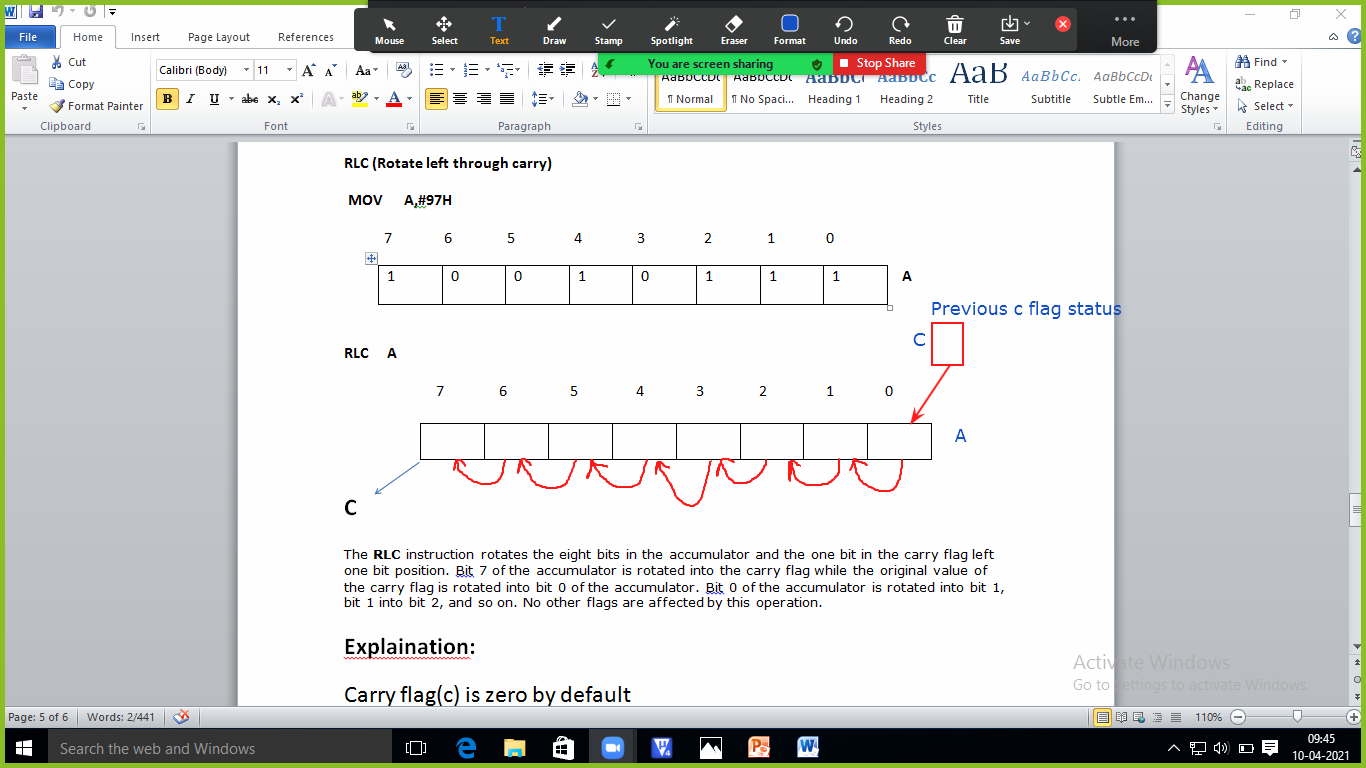 Mouse Select Text Draw Stamp Spotlight Eraser Format Undo Redo Clear Save More
You are screen sharing Stop Share
File Home Insert Page Layout References
Cut
Copy
Format Painter
Paste
Calibri (Body) 11
Aa
B I U abc x₂ x² A ab A
AaBbCcDc AaBbCcDc AaBbC AaBbCc AaB AaBbCc. AaBbCcDc
¶ Normal ¶ No Spaci... Heading 1 Heading 2 Title Subtitle Subtle Em...
Change
Styles
Find
Replace
Select
Clipboard Font Paragraph Styles Editing
RLC (Rotate left through carry)
MOV A,#97H
7 6 5 4 3 2 1 0
1 0 0 1 0 1 1 1 A
Previous c flag status
C
RLC A
7 6 5 4 3 2 1 0
A
C
The RLC instruction rotates the eight bits in the accumulator and the one bit in the carry flag left
one bit position. Bit 7 of the accumulator is rotated into the carry flag while the original value of
the carry flag is rotated into bit 0 of the accumulator. Bit 0 of the accumulator is rotated into bit 1,
bit 1 into bit 2, and so on. No other flags are affected by this operation.
Explaination:
Carry flag(c) is zero by default
Activate Windows
Go to Settings to activate Windows.
Page: 5 of 6 Words: 2/441 110%
Search the web and Windows
09:45
10-04-2021